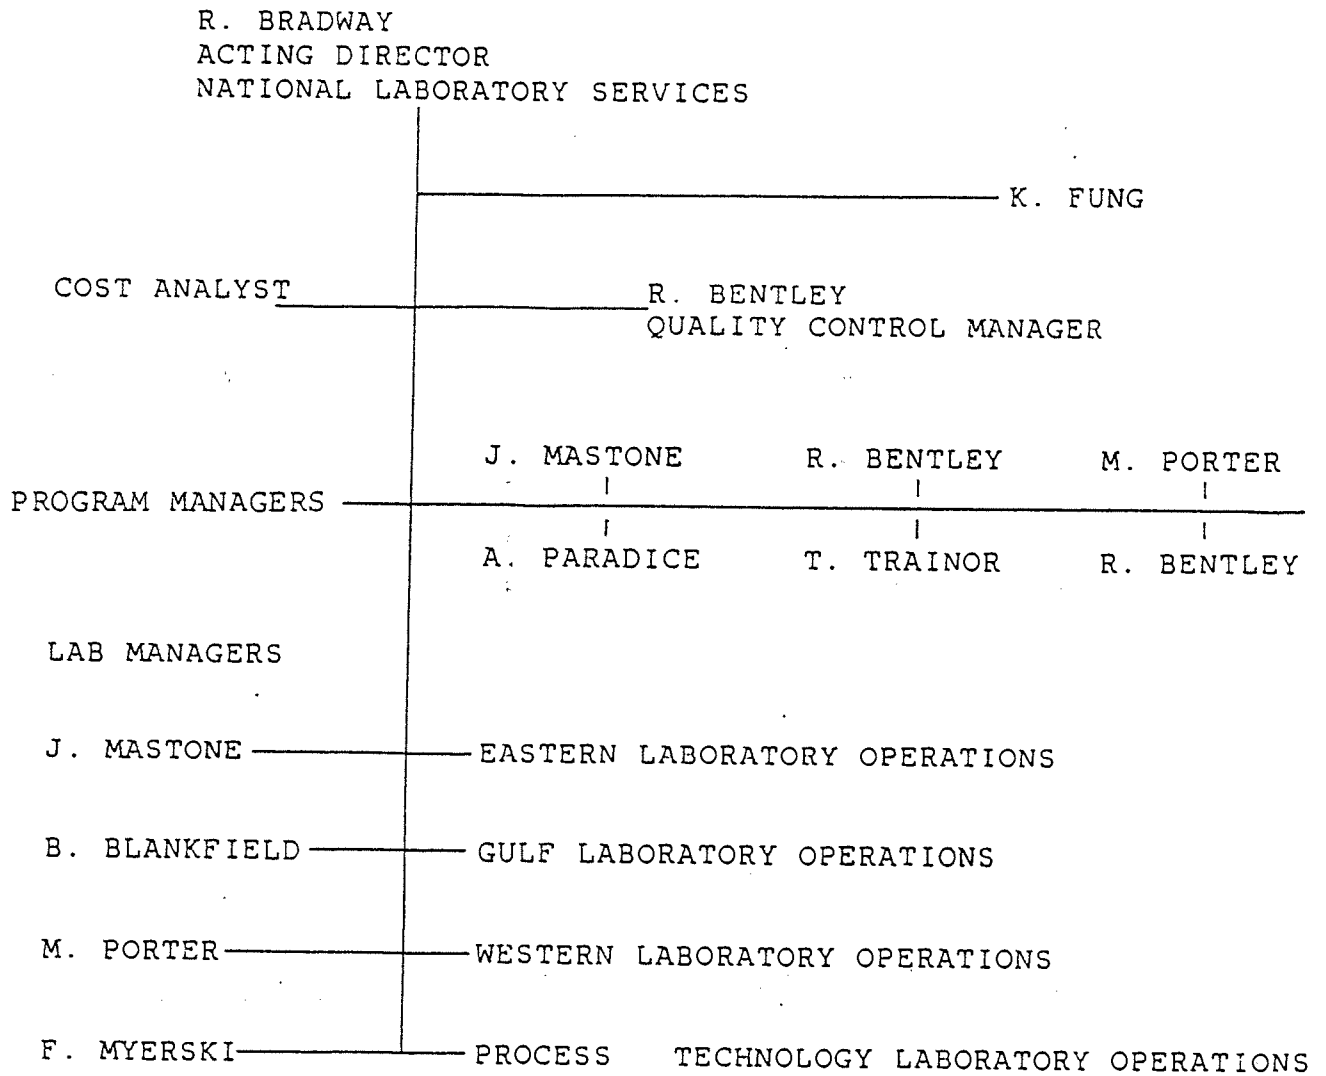 R. BRADWAY
ACTING DIRECTOR
NATIONAL LABORATORY SERVICES
K. FUNG
COST ANALYST
R. BENTLEY
QUALITY CONTROL MANAGER
J. MASTONE R. BENTLEY M. PORTER
PROGRAM MANAGERS
A. PARADICE T. TRAINOR R. BENTLEY
LAB MANAGERS
J. MASTONE EASTERN LABORATORY OPERATIONS
B. BLANKFIELD GULF LABORATORY OPERATIONS
M. PORTER WESTERN LABORATORY OPERATIONS
F. MYERSKI PROCESS TECHNOLOGY LABORATORY OPERATIONS